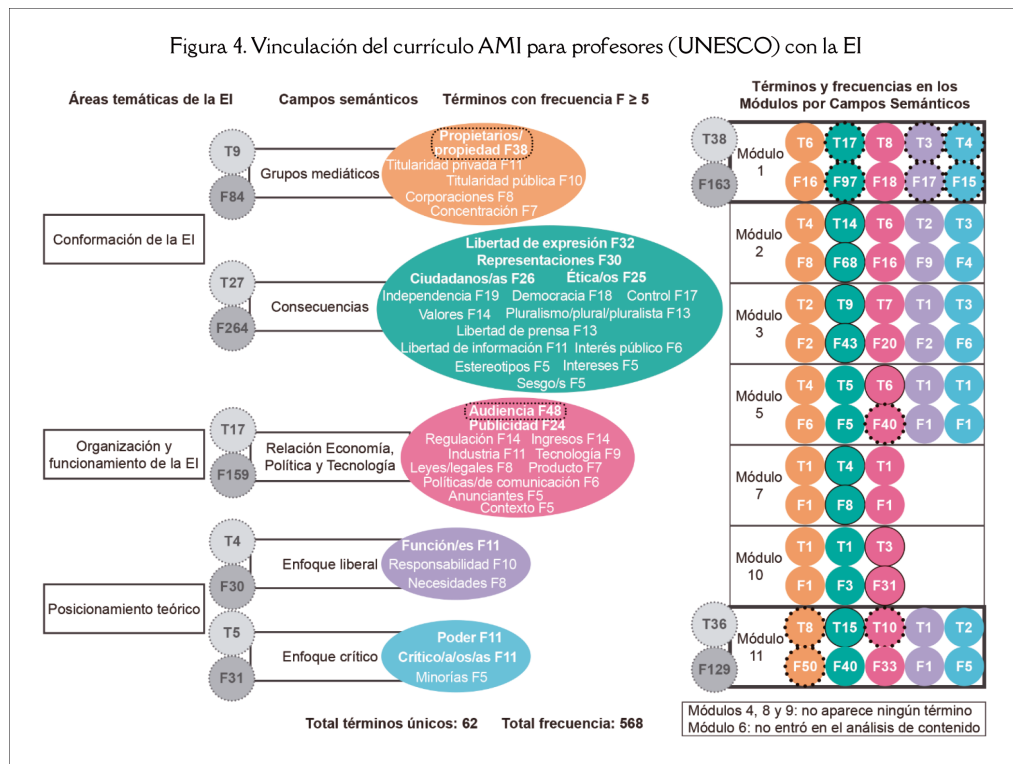 Figura 4. Vinculación del currículo AMI para profesores (UNESCO) con la EI
Áreas temáticas de la EI
Campos semánticos
Términos con frecuencia F ≥ 5
Conformación de la EI
T9
F84
Grupos mediáticos
Propietarios/
propiedad F38
Titularidad privada F11
Titularidad pública F10
Corporaciones F8
Concentración F7
T27
F264
Consecuencias
Libertad de expresión F32
Representaciones F30
Ciudadanos/as F26 Ética/os F25
Independencia F19 Democracia F18 Control F17
Valores F14 Pluralismo/plural/pluralista F13
Libertad de prensa F13
Libertad de información F11 Interés público F6
Estereotipos F5 Intereses F5
Sesgo/s F5
Organización y
funcionamiento de la EI
T17
F159
Relación Economía,
Política y Tecnología
Audiencia F48
Publicidad F24
Regulación F14 Ingresos F14
Industria F11 Tecnología F9
Leyes/legales F8 Producto F7
Políticas/de comunicación F6
Anunciantes F5
Contexto F5
Posicionamiento teórico
T4
F30
Enfoque liberal
Función/es F11
Responsabilidad F10
Necesidades F8
T5
F31
Enfoque crítico
Poder F11
Crítico/a/os/as F11
Minorías F5
Total términos únicos: 62 Total frecuencia: 568
Términos y frecuencias en los
Módulos por Campos Semánticos
T38
F163
Módulo
1
T6 T17 T8 T3 T4
F16 F97 F18 F17 F15
Módulo
2
T4 T14 T6 T2 T3
F8 F68 F16 F9 F4
Módulo
3
T2 T9 T7 T1 T3
F2 F43 F20 F2 F6
Módulo
5
T4 T5 T6 T1 T1
F6 F5 F40 F1 F1
Módulo
7
T1 T4 T1
F1 F8 F1
Módulo
10
T1 T1 T3
F1 F3 F31
T36
F129
Módulo
11
T8 T15 T10 T1 T2
F50 F40 F33 F1 F5
Módulos 4, 8 y 9: no aparece ningún término
Módulo 6: no entró en el análisis de contenido